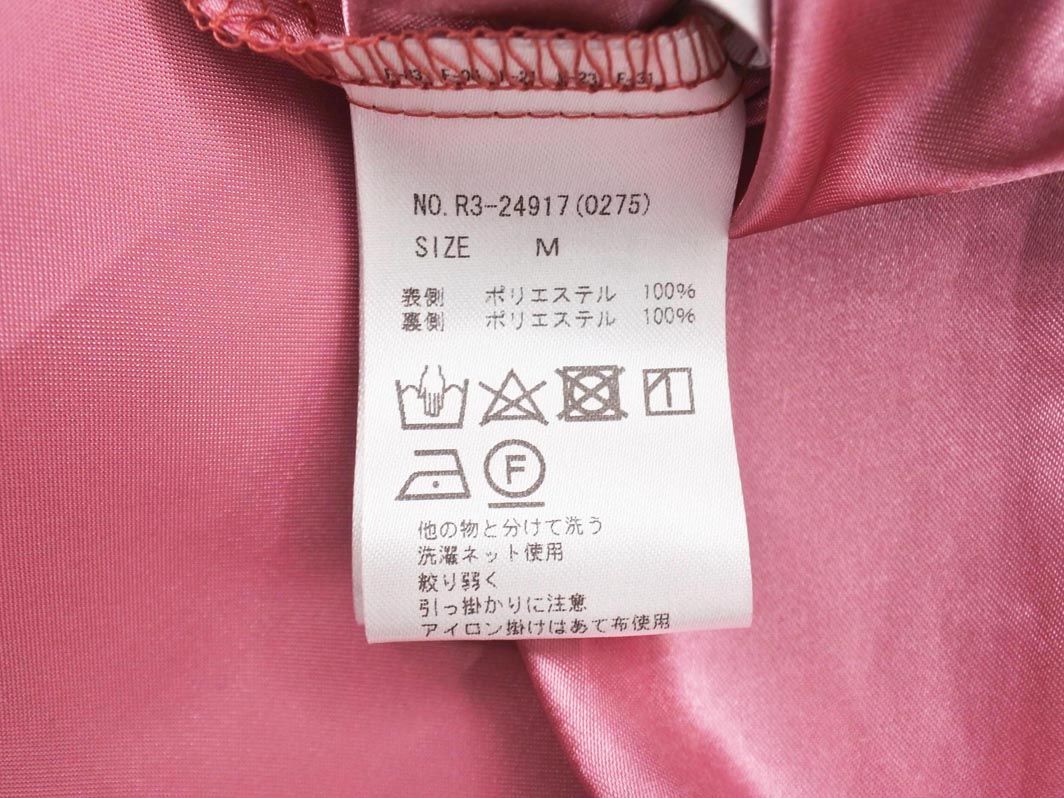 NO. R3-24917(0275)
SIZE M
表側 ポリエステル 100%
裏側 ポリエステル 100%
F
他の物と分けて洗う
洗濯ネット使用
絞り弱く
引っ掛かりに注意
アイロン掛けはあて布使用